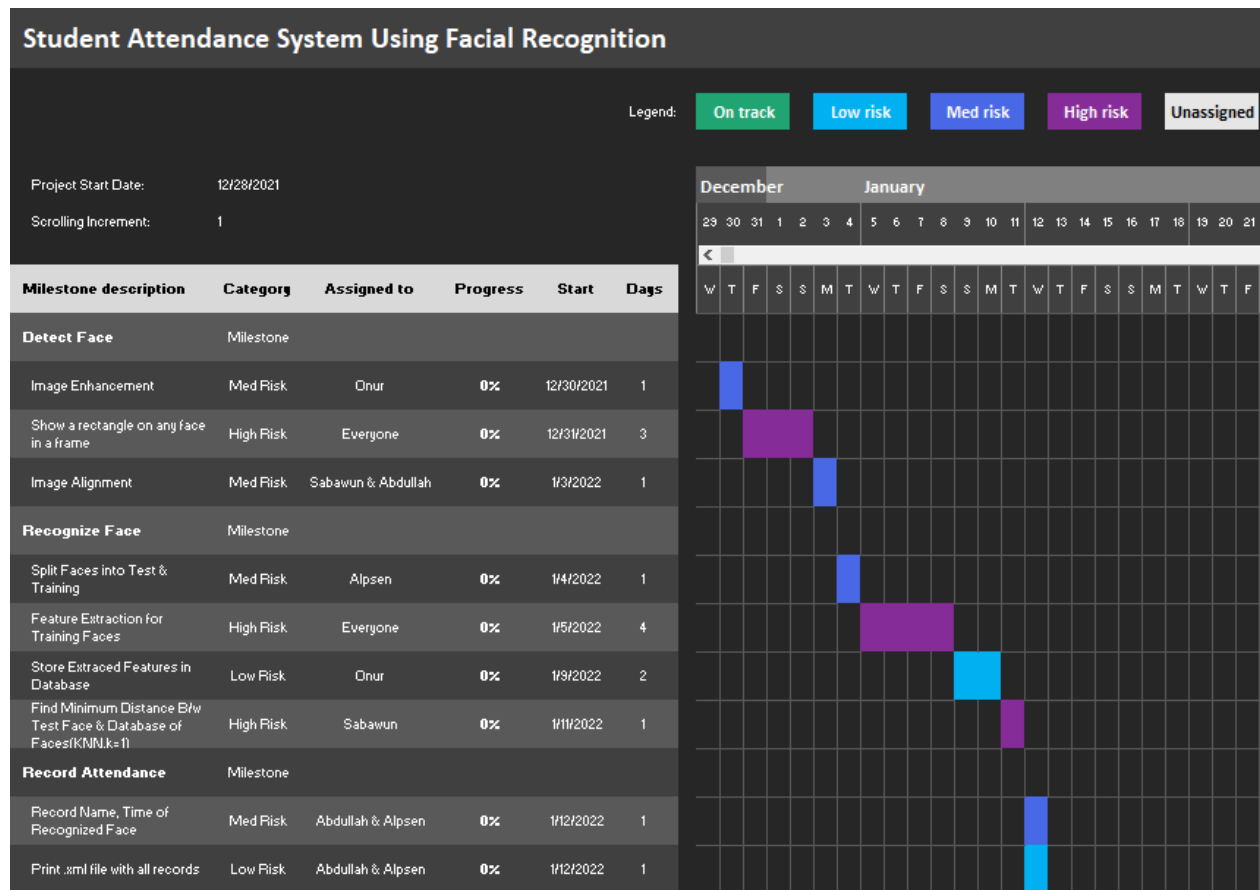 Student Attendance System Using Facial Recognition
Legend: On track Low risk Med risk High risk Unassigned
Project Start Date: 12/28/2021
December January
Scrolling Increment: 1
29 30 31 1 2 3 4 5 6 7 8 9 10 11 12 13 14 15 16 17 18 19 20 21
Milestone description Category Assigned to Progress Start Days
W T F S S M T W T F S S M T W T F S S M T W T F
Detect Face Milestone
Image Enhancement Med Risk Onur 0% 12/30/2021 1
Show a rectangle on any face
in a frame
High Risk Everyone 0% 12/31/2021 3
Image Alignment Med Risk Sabawun & Abdullah 0% 1/3/2022 1
Recognize Face Milestone
Split Faces into Test &
Training
Med Risk Alpsen 0% 1/4/2022 1
Feature Extraction for
Training Faces
High Risk Everyone 0% 1/5/2022 4
Store Extraced Features in
Database
Low Risk Onur 0% 1/9/2022 2
Find Minimum Distance B/w
Test Face & Database of
Faces(KNN,k=1)
High Risk Sabawun 0% 1/11/2022 1
Record Attendance Milestone
Record Name, Time of
Recognized Face
Med Risk Abdullah & Alpsen 0% 1/12/2022 1
Print .xml file with all records Low Risk Abdullah & Alpsen 0% 1/12/2022 1